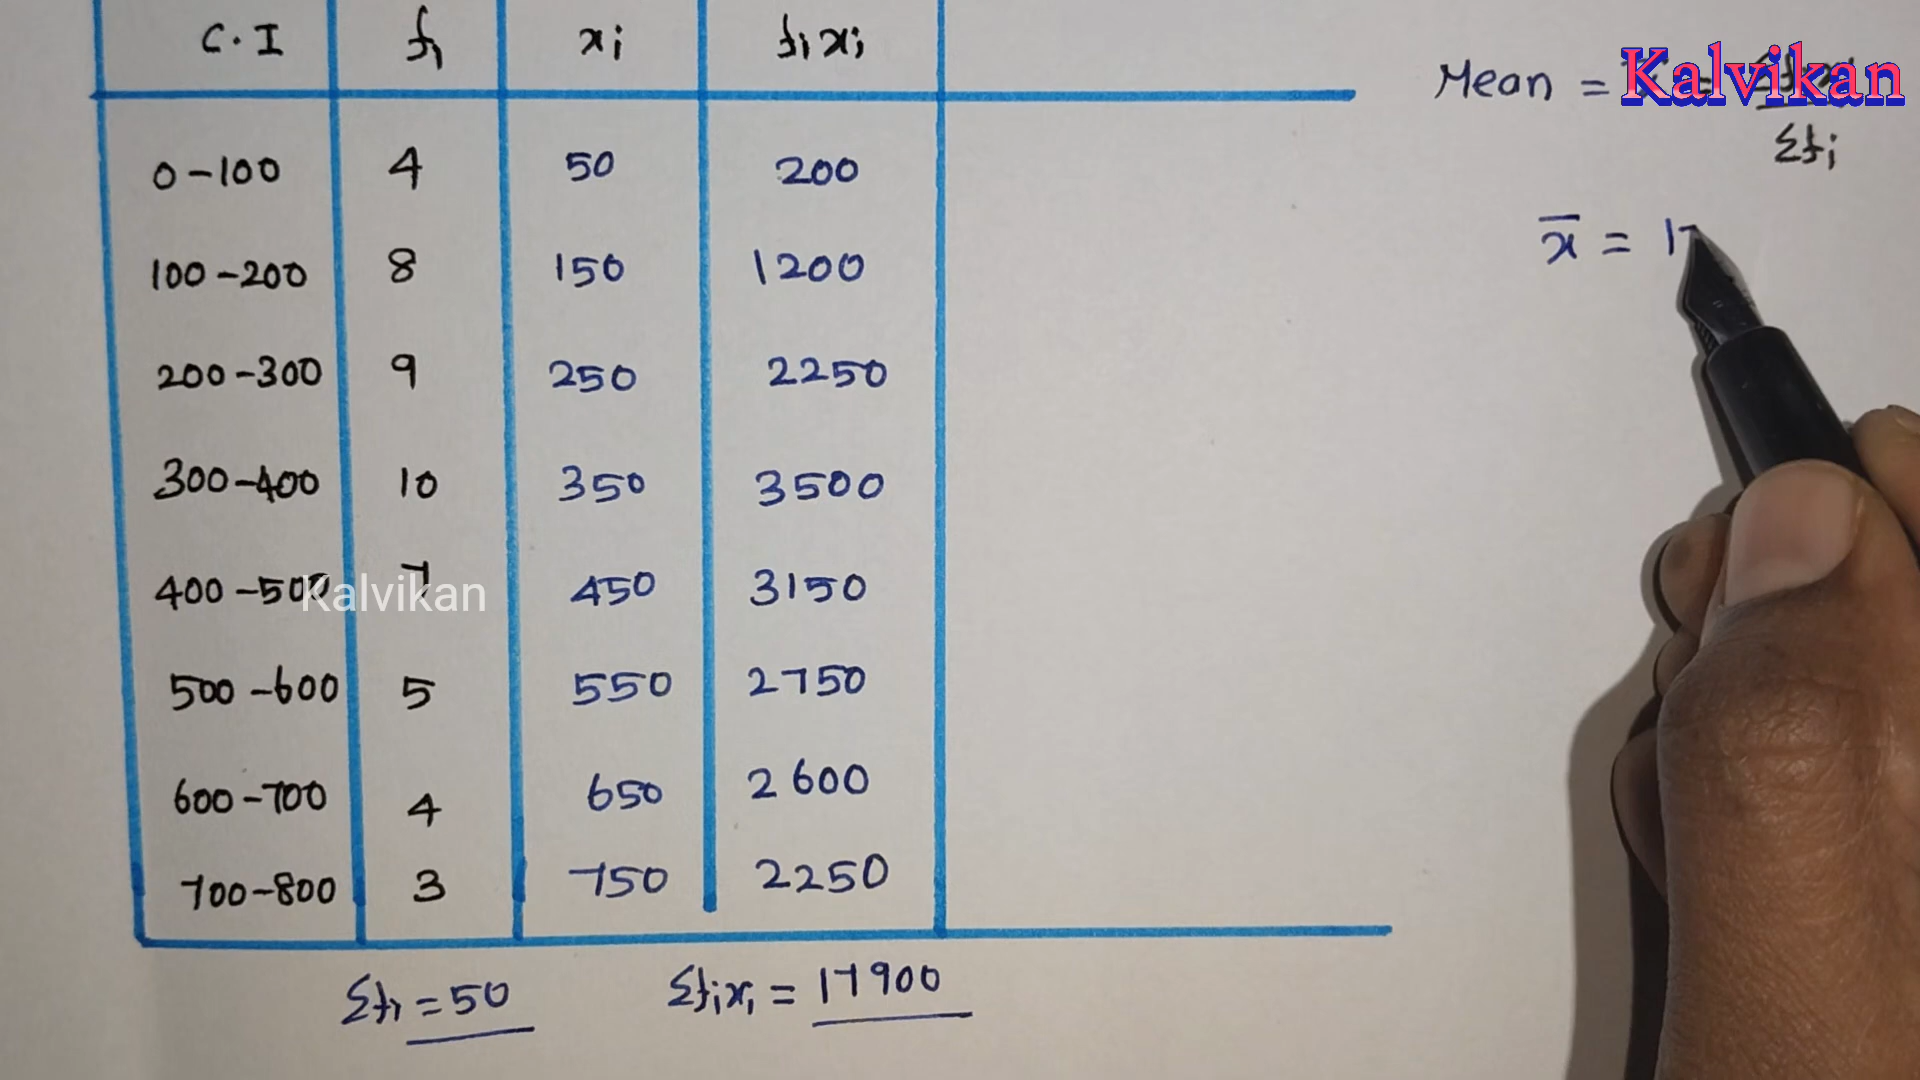 C.I fi xi fixi
0-100 4 50 200
100-200 8 150 1200
200-300 9 250 2250
300-400 10 350 3500
400-500 7 450 3150
500-600 5 550 2750
600-700 4 650 2600
700-800 3 750 2250
Σfi = 50 Σfixi = 17900
Kalvikan
Mean =
Kalvikan
Σfi
x̄ = 17